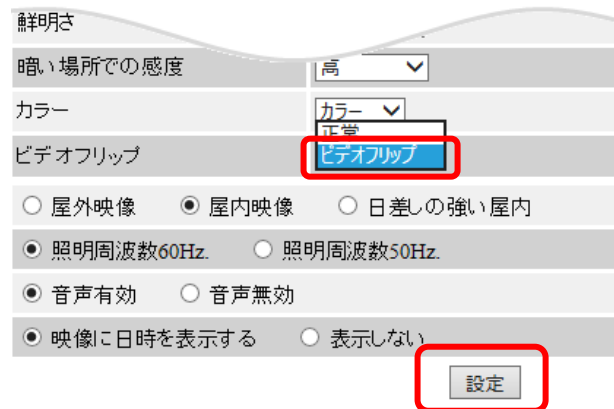 鮮明さ
暗い場所での感度 高
カラー カラー
正常
ビデオフリップ ビデオフリップ
屋外映像 屋内映像 日差しの強い屋内
照明周波数60Hz. 照明周波数50Hz.
音声有効 音声無効
映像に日時を表示する 表示しない
設定